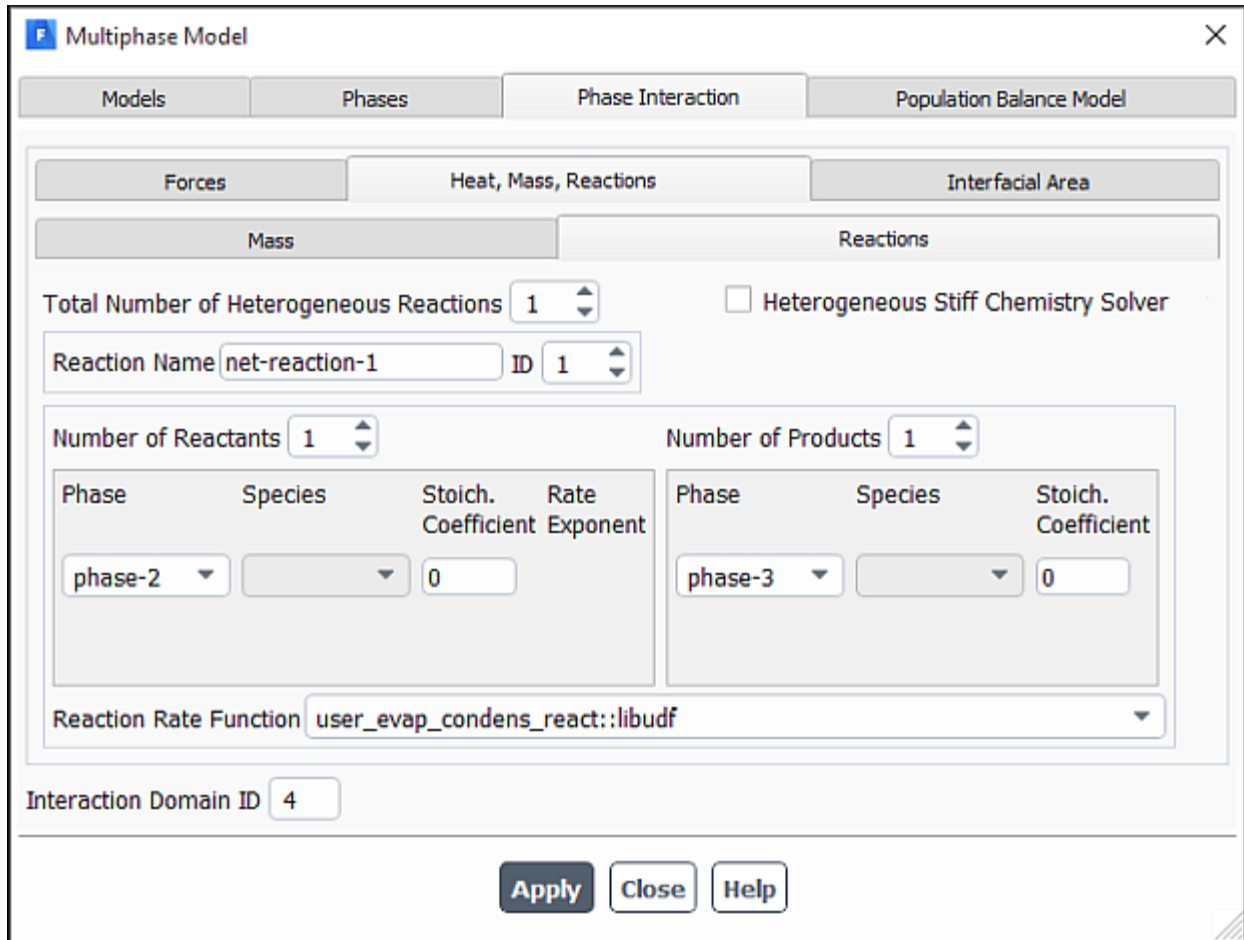 F Multiphase Model
Models Phases Phase Interaction Population Balance Model
Forces Heat, Mass, Reactions Interfacial Area
Mass Reactions
Total Number of Heterogeneous Reactions 1 Heterogeneous Stiff Chemistry Solver
Reaction Name net-reaction-1 ID 1
Number of Reactants 1 Number of Products 1
Phase Species Stoich. Rate Phase Species Stoich.
Coefficient Exponent Coefficient
phase-2 0 phase-3 0
Reaction Rate Function user_evap_condens_react::libudf
Interaction Domain ID 4
Apply Close Help